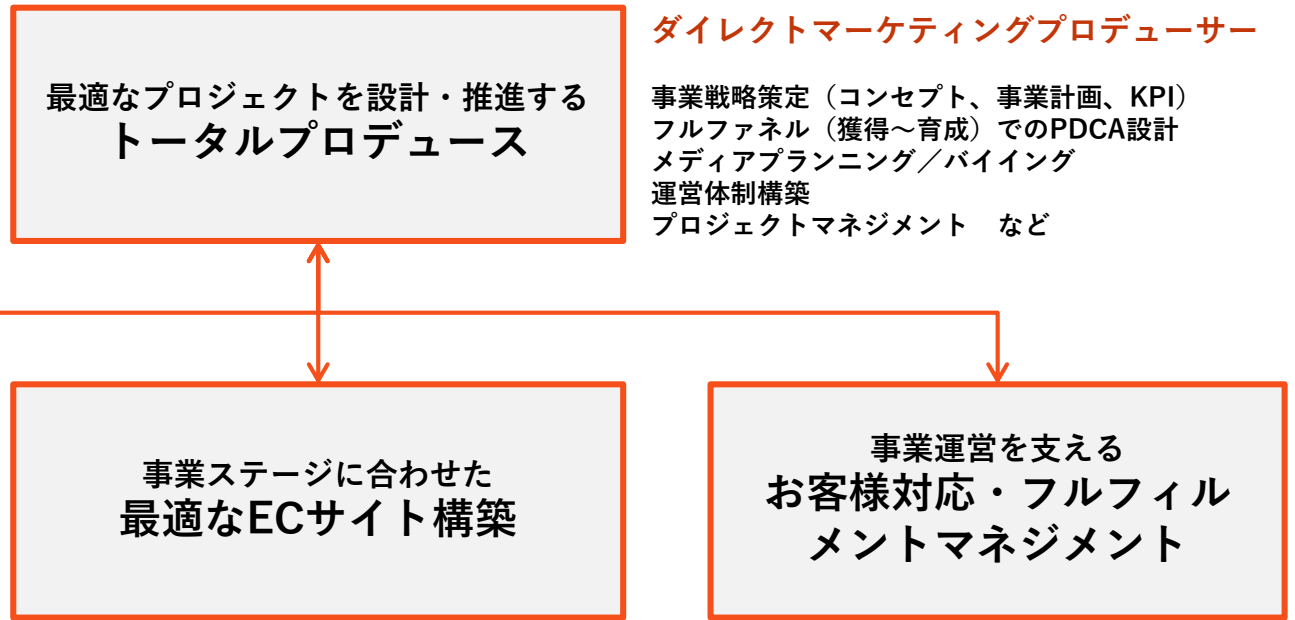 最適なプロジェクトを設計・推進する
トータルプロデュース
ダイレクトマーケティングプロデューサー
事業戦略策定（コンセプト、事業計画、KPI）
フルファネル（獲得～育成）でのPDCA設計
メディアプランニング／バイイング
運営体制構築
プロジェクトマネジメント　など
事業ステージに合わせた
最適なECサイト構築
事業運営を支える
お客様対応・フルフィル
メントマネジメント